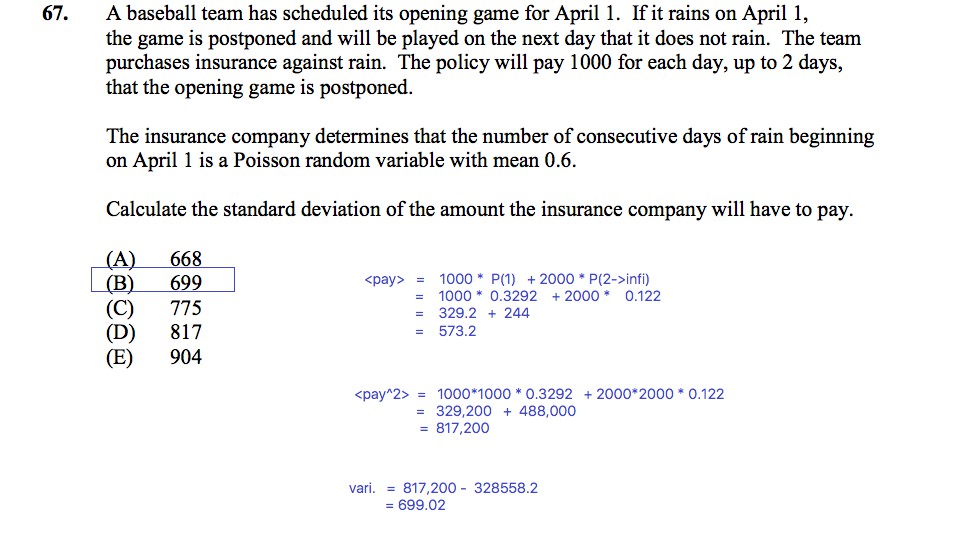 67. A baseball team has scheduled its opening game for April 1. If it rains on April 1,
the game is postponed and will be played on the next day that it does not rain. The team
purchases insurance against rain. The policy will pay 1000 for each day, up to 2 days,
that the opening game is postponed.
The insurance company determines that the number of consecutive days of rain beginning
on April 1 is a Poisson random variable with mean 0.6.
Calculate the standard deviation of the amount the insurance company will have to pay.
(A) 668
(B) 699
(C) 775
(D) 817
(E) 904
<pay> = 1000 * P(1) + 2000 * P(2->infi)
= 1000 * 0.3292 + 2000 * 0.122
= 329.2 + 244
= 573.2
<pay^2> = 1000*1000 * 0.3292 + 2000*2000 * 0.122
= 329,200 + 488,000
= 817,200
vari. = 817,200 - 328558.2
= 699.02